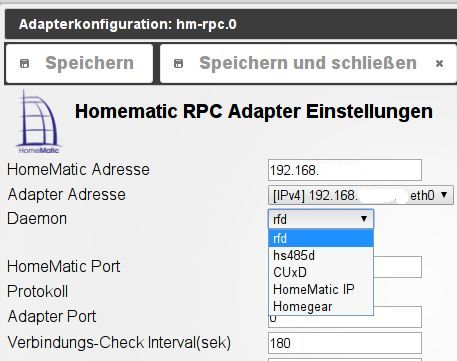 Adapterkonfiguration: hm-rpc.0
Speichern Speichern und schließen ×
HomeMatic
Homematic RPC Adapter Einstellungen
HomeMatic Adresse 192.168.
Adapter Adresse [IPv4] 192.168. eth0
Daemon rfd
rfd
hs485d
CUxD
HomeMatic IP
Homegear
HomeMatic Port
Protokoll
Adapter Port 0
Verbindungs-Check Interval(sek) 180